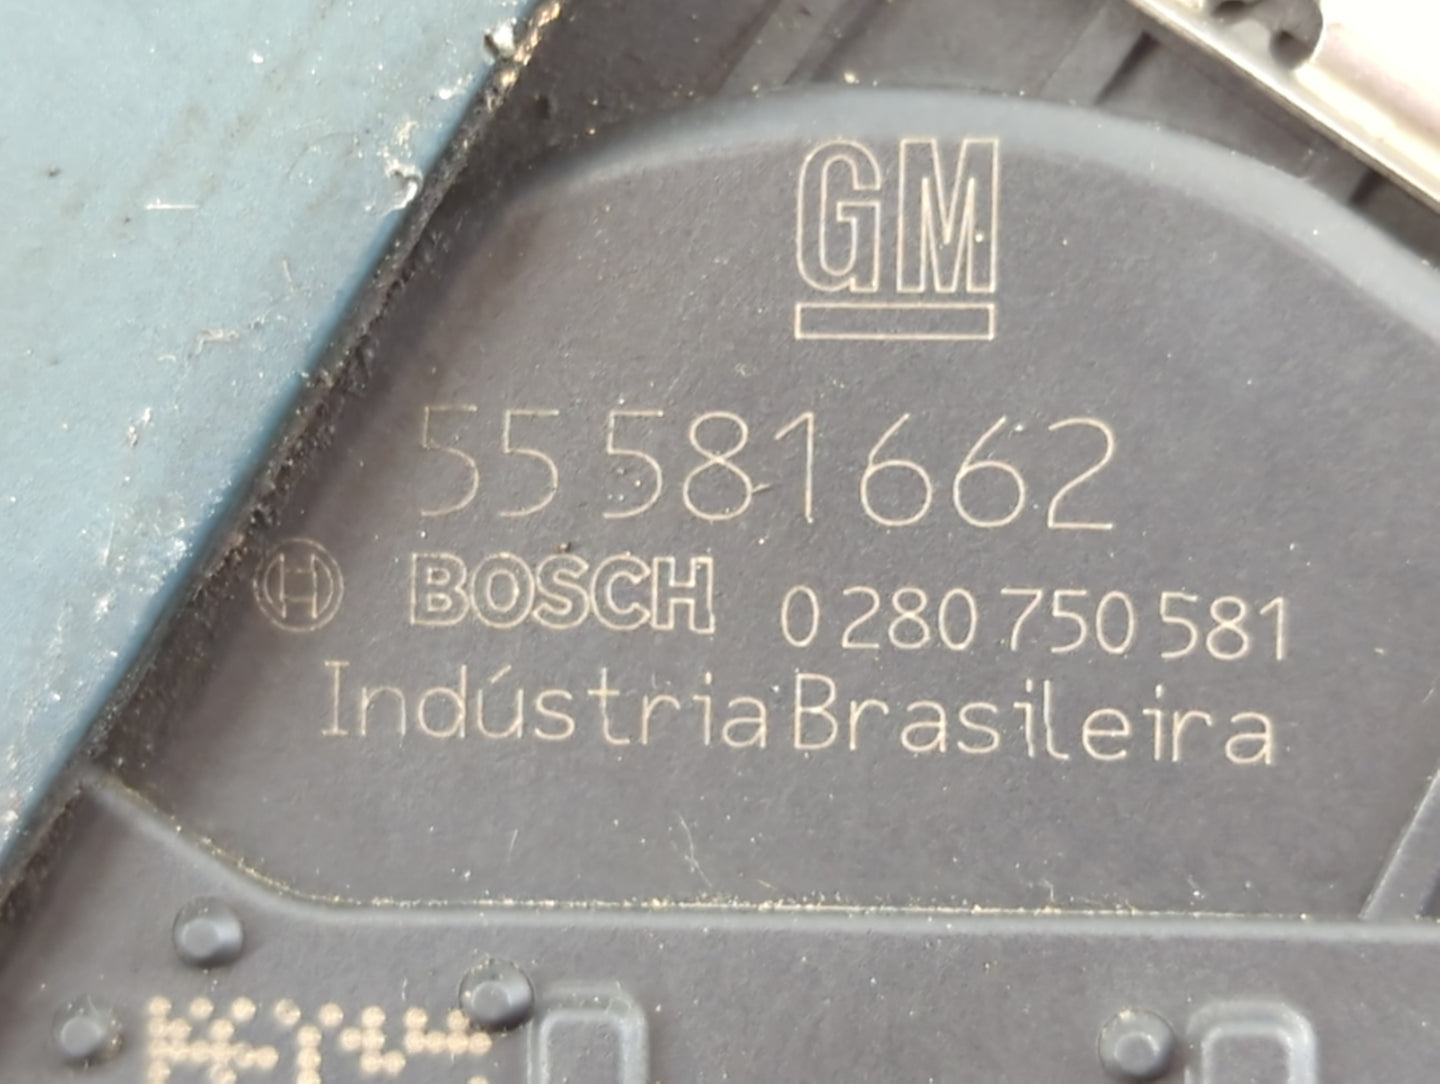 GM
55581662
BOSCH 0 280 750 581
Indústria Brasileira